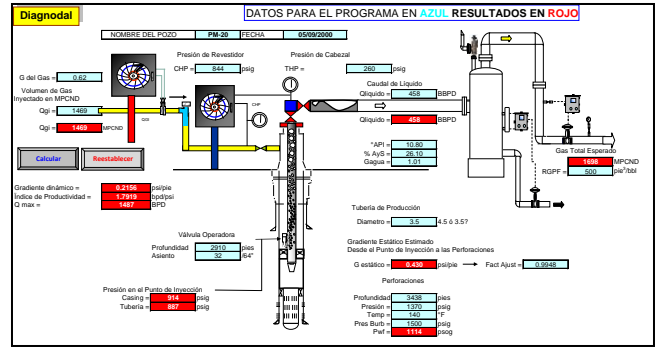 Diagnodal
DATOS PARA EL PROGRAMA EN AZUL RESULTADOS EN ROJO
NOMBRE DEL POZO PM-20 FECHA 05/09/2000
Presión de Revestidor
CHP = 844 psig
Presión de Cabezal
THP = 260 psig
G del Gas = 0.62
Volumen de Gas
Inyectado en MPCND
Qgi = 1469
Qgi = 1469 MPCND
QGI
CHP
Caudal de Líquido
Qliquido = 458 BBPD
Qliquido = 458 BBPD
°API = 10.80
% AyS = 26.10
Gagua = 1.01
Gas Total Esperado
1698 MPCND
RGPF = 500 pie³/bbl
Calcular Reestablecer
Gradiente dinámico = 0.2156 psi/pie
Índice de Productividad = 1.7919 bpd/psi
Q max = 1487 BPD
Tubería de Producción
Diametro = 3.5 4.5 ó 3.5?
Válvula Operadora
Profundidad 2910 pies
Asiento 32 /64"
Gradiente Estático Estimado
Desde el Punto de Inyección a las Perforaciones
G estático = 0.430 psi/pie Fact Ajust = 0.9948
Presión en el Punto de Inyección
Casing = 914 psig
Tubería = 887 psig
Perforaciones
Profundidad 3438 pies
Presión = 1370 psig
Temp = 140 °F
Pres Burb = 1500 psig
Pwf = 1114 psog